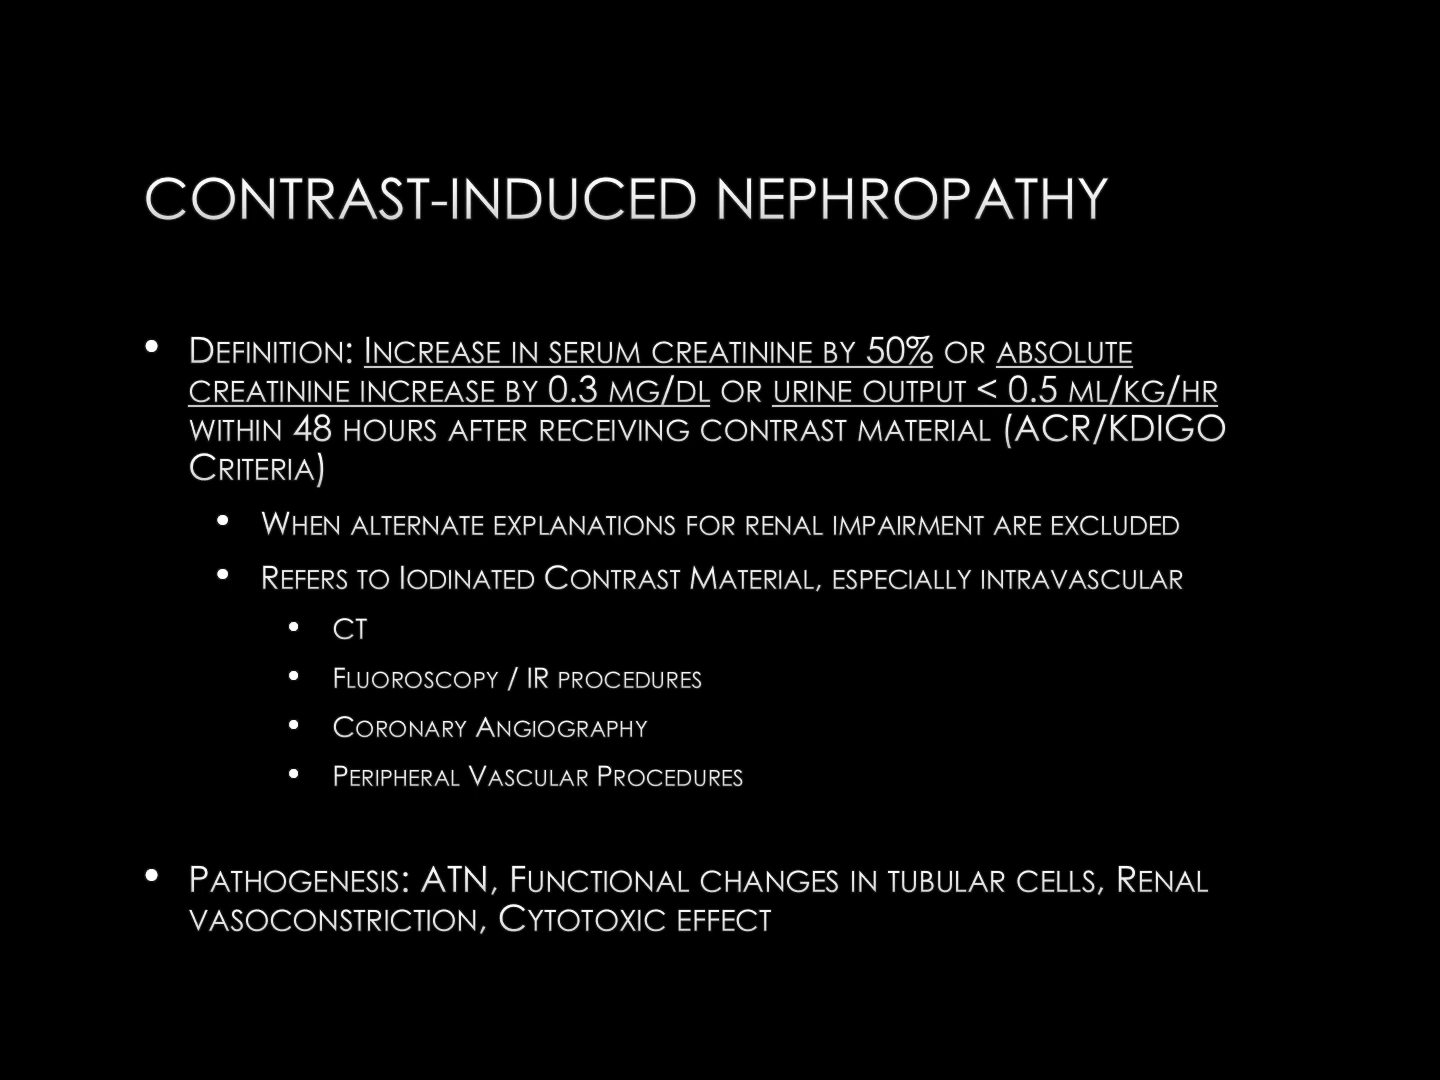 CONTRAST-INDUCED NEPHROPATHY
• Definition: Increase in serum creatinine by 50% or absolute
creatinine increase by 0.3 mg/dl or urine output < 0.5 ml/kg/hr
within 48 hours after receiving contrast material (ACR/KDIGO
Criteria)
• When alternate explanations for renal impairment are excluded
• Refers to Iodinated Contrast Material, especially intravascular
• CT
• Fluoroscopy / IR procedures
• Coronary Angiography
• Peripheral Vascular Procedures
• Pathogenesis: ATN, Functional changes in tubular cells, Renal
vasoconstriction, Cytotoxic effect